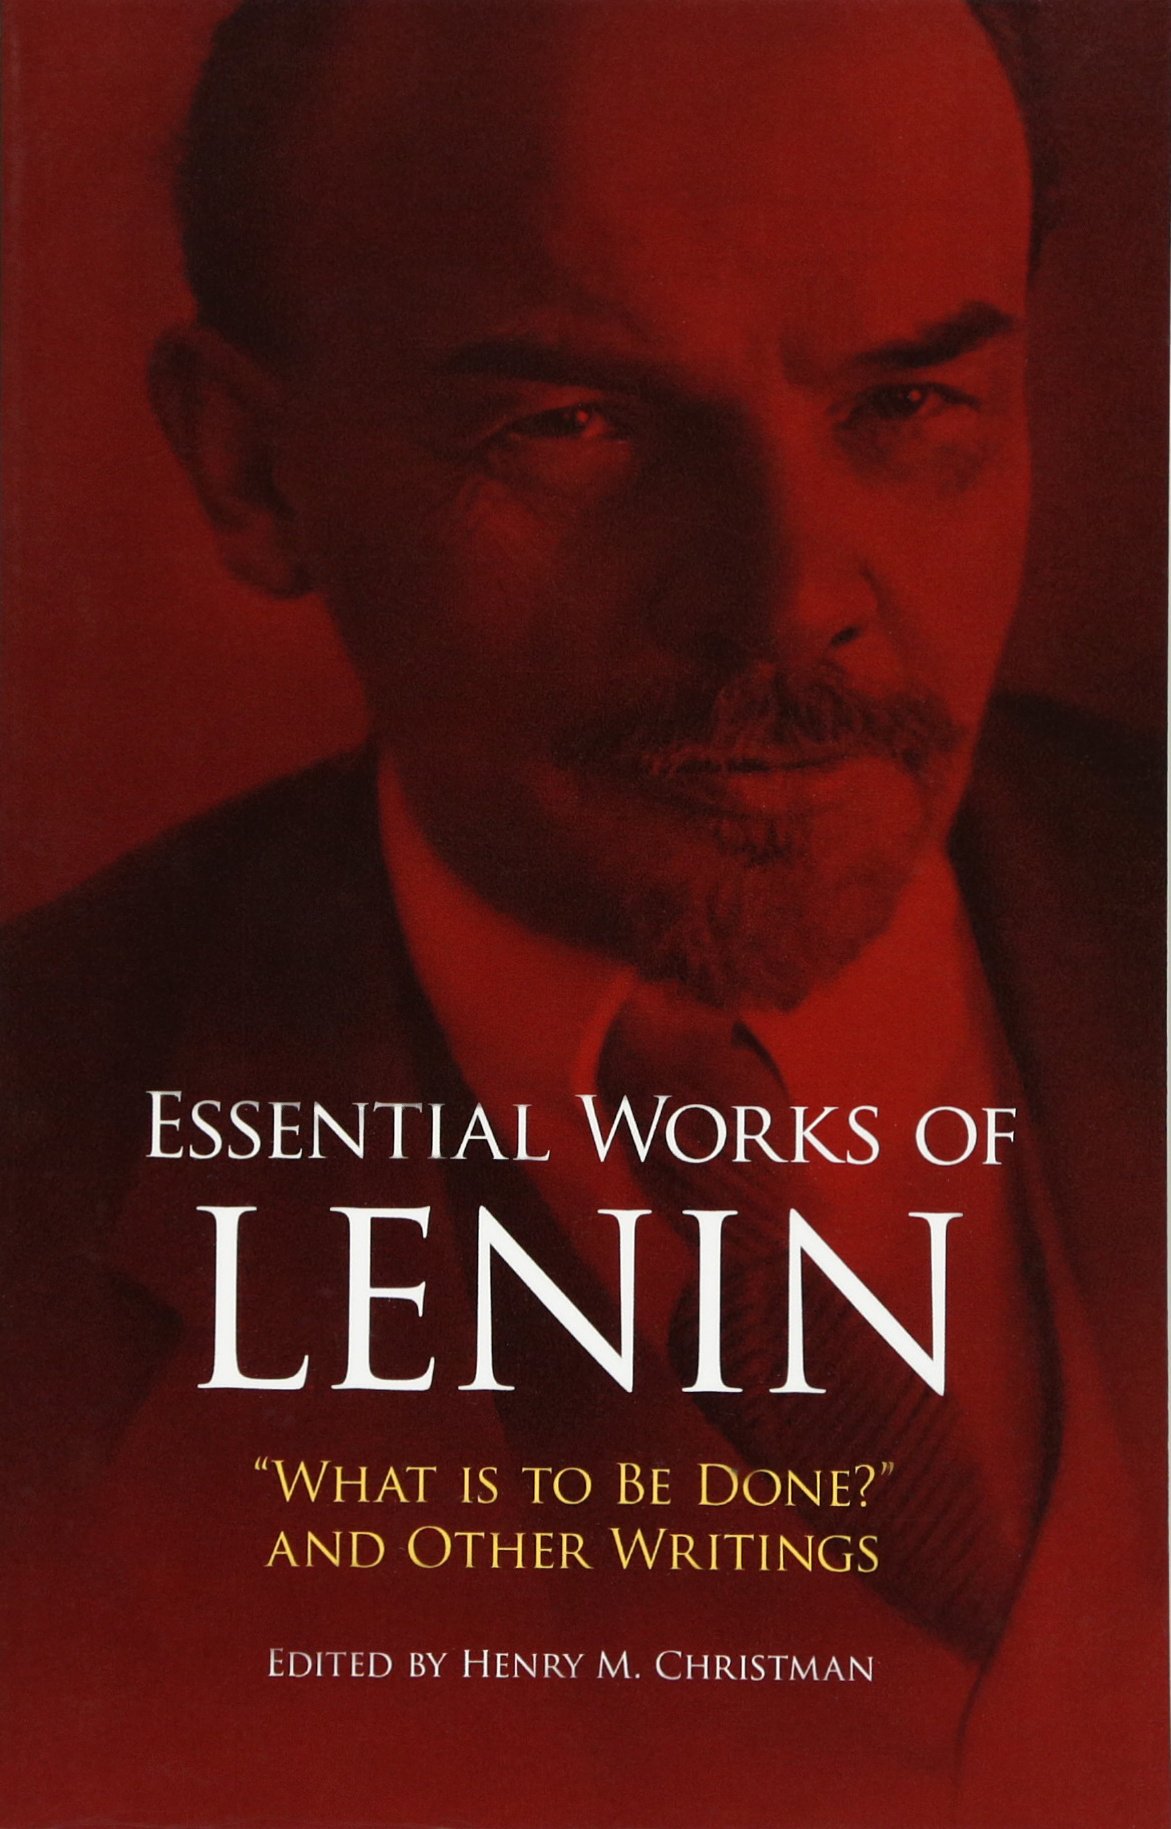 ESSENTIAL WORKS OF
LENIN
“WHAT IS TO BE DONE?”
AND OTHER WRITINGS
EDITED BY HENRY M. CHRISTMAN